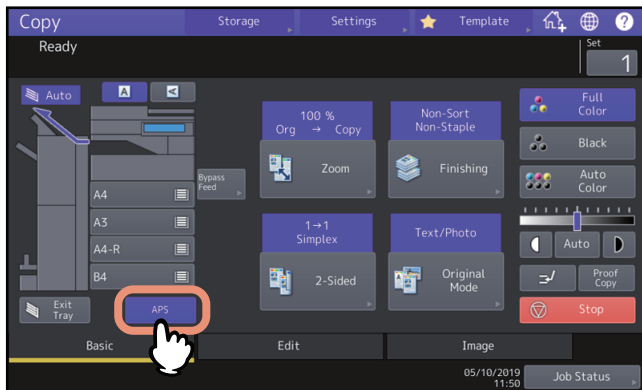 Copy
Storage
Settings
Template
?
Ready
Set
1
Auto
A
A
100 %
Org → Copy
Zoom
Non-Sort
Non-Staple
Finishing
Full
Color
Black
Auto
Color
Bypass
Feed
A4
A3
A4-R
B4
1→1
Simplex
2-Sided
Text/Photo
Original
Mode
Auto
Proof
Copy
Exit
Tray
APS
Stop
Basic
Edit
Image
05/10/2019
11:50
Job Status